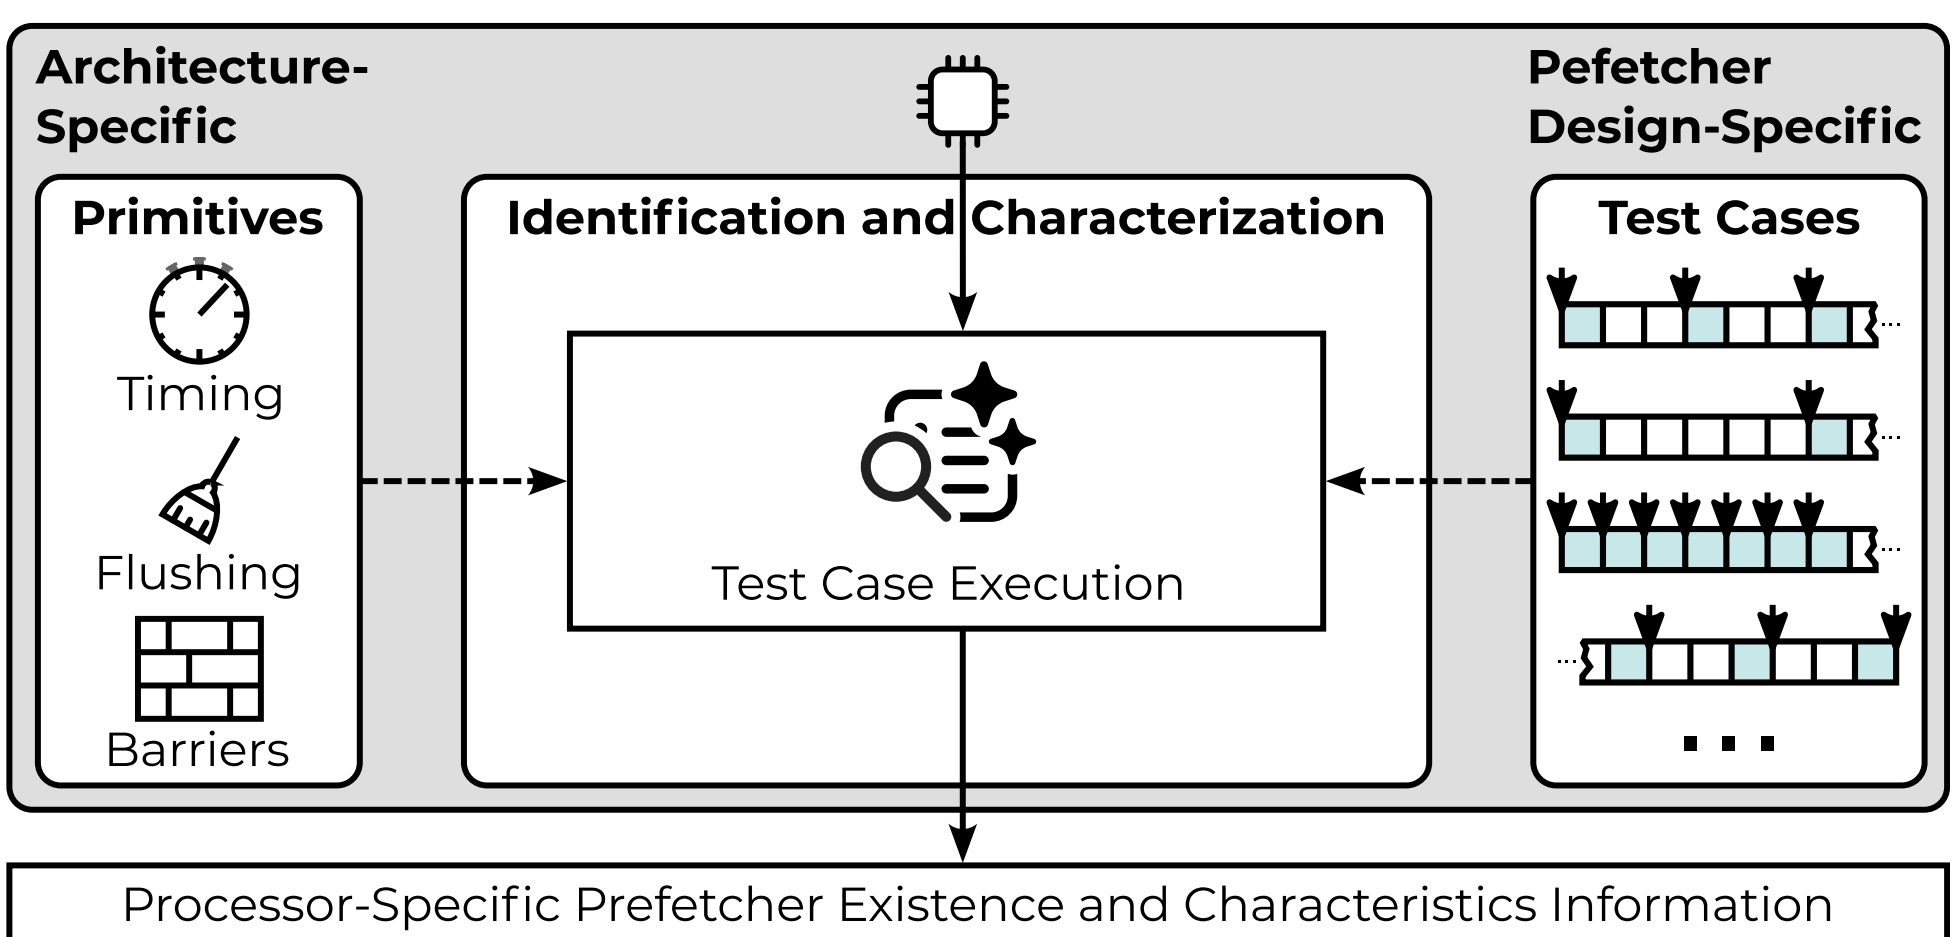 Architecture-
Specific
Pefetcher
Design-Specific
Primitives
Timing
Flushing
Barriers
Identification and Characterization
Test Case Execution
Test Cases
...
...
...
...
...
Processor-Specific Prefetcher Existence and Characteristics Information